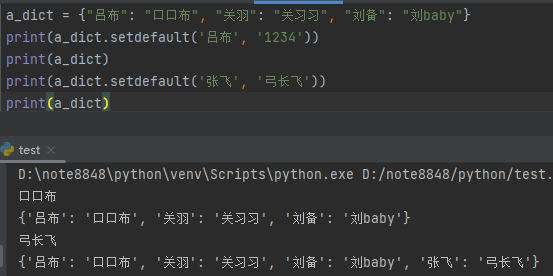 a_dict = {"吕布": "口口布", "关羽": "关习习", "刘备": "刘baby"}
print(a_dict.setdefault('吕布', '1234'))
print(a_dict)
print(a_dict.setdefault('张飞', '弓长飞'))
print(a_dict)
test ×
D:\note8848\python\venv\Scripts\python.exe D:/note8848/python/test.
口口布
{'吕布': '口口布', '关羽': '关习习', '刘备': '刘baby'}
弓长飞
{'吕布': '口口布', '关羽': '关习习', '刘备': '刘baby', '张飞': '弓长飞'}